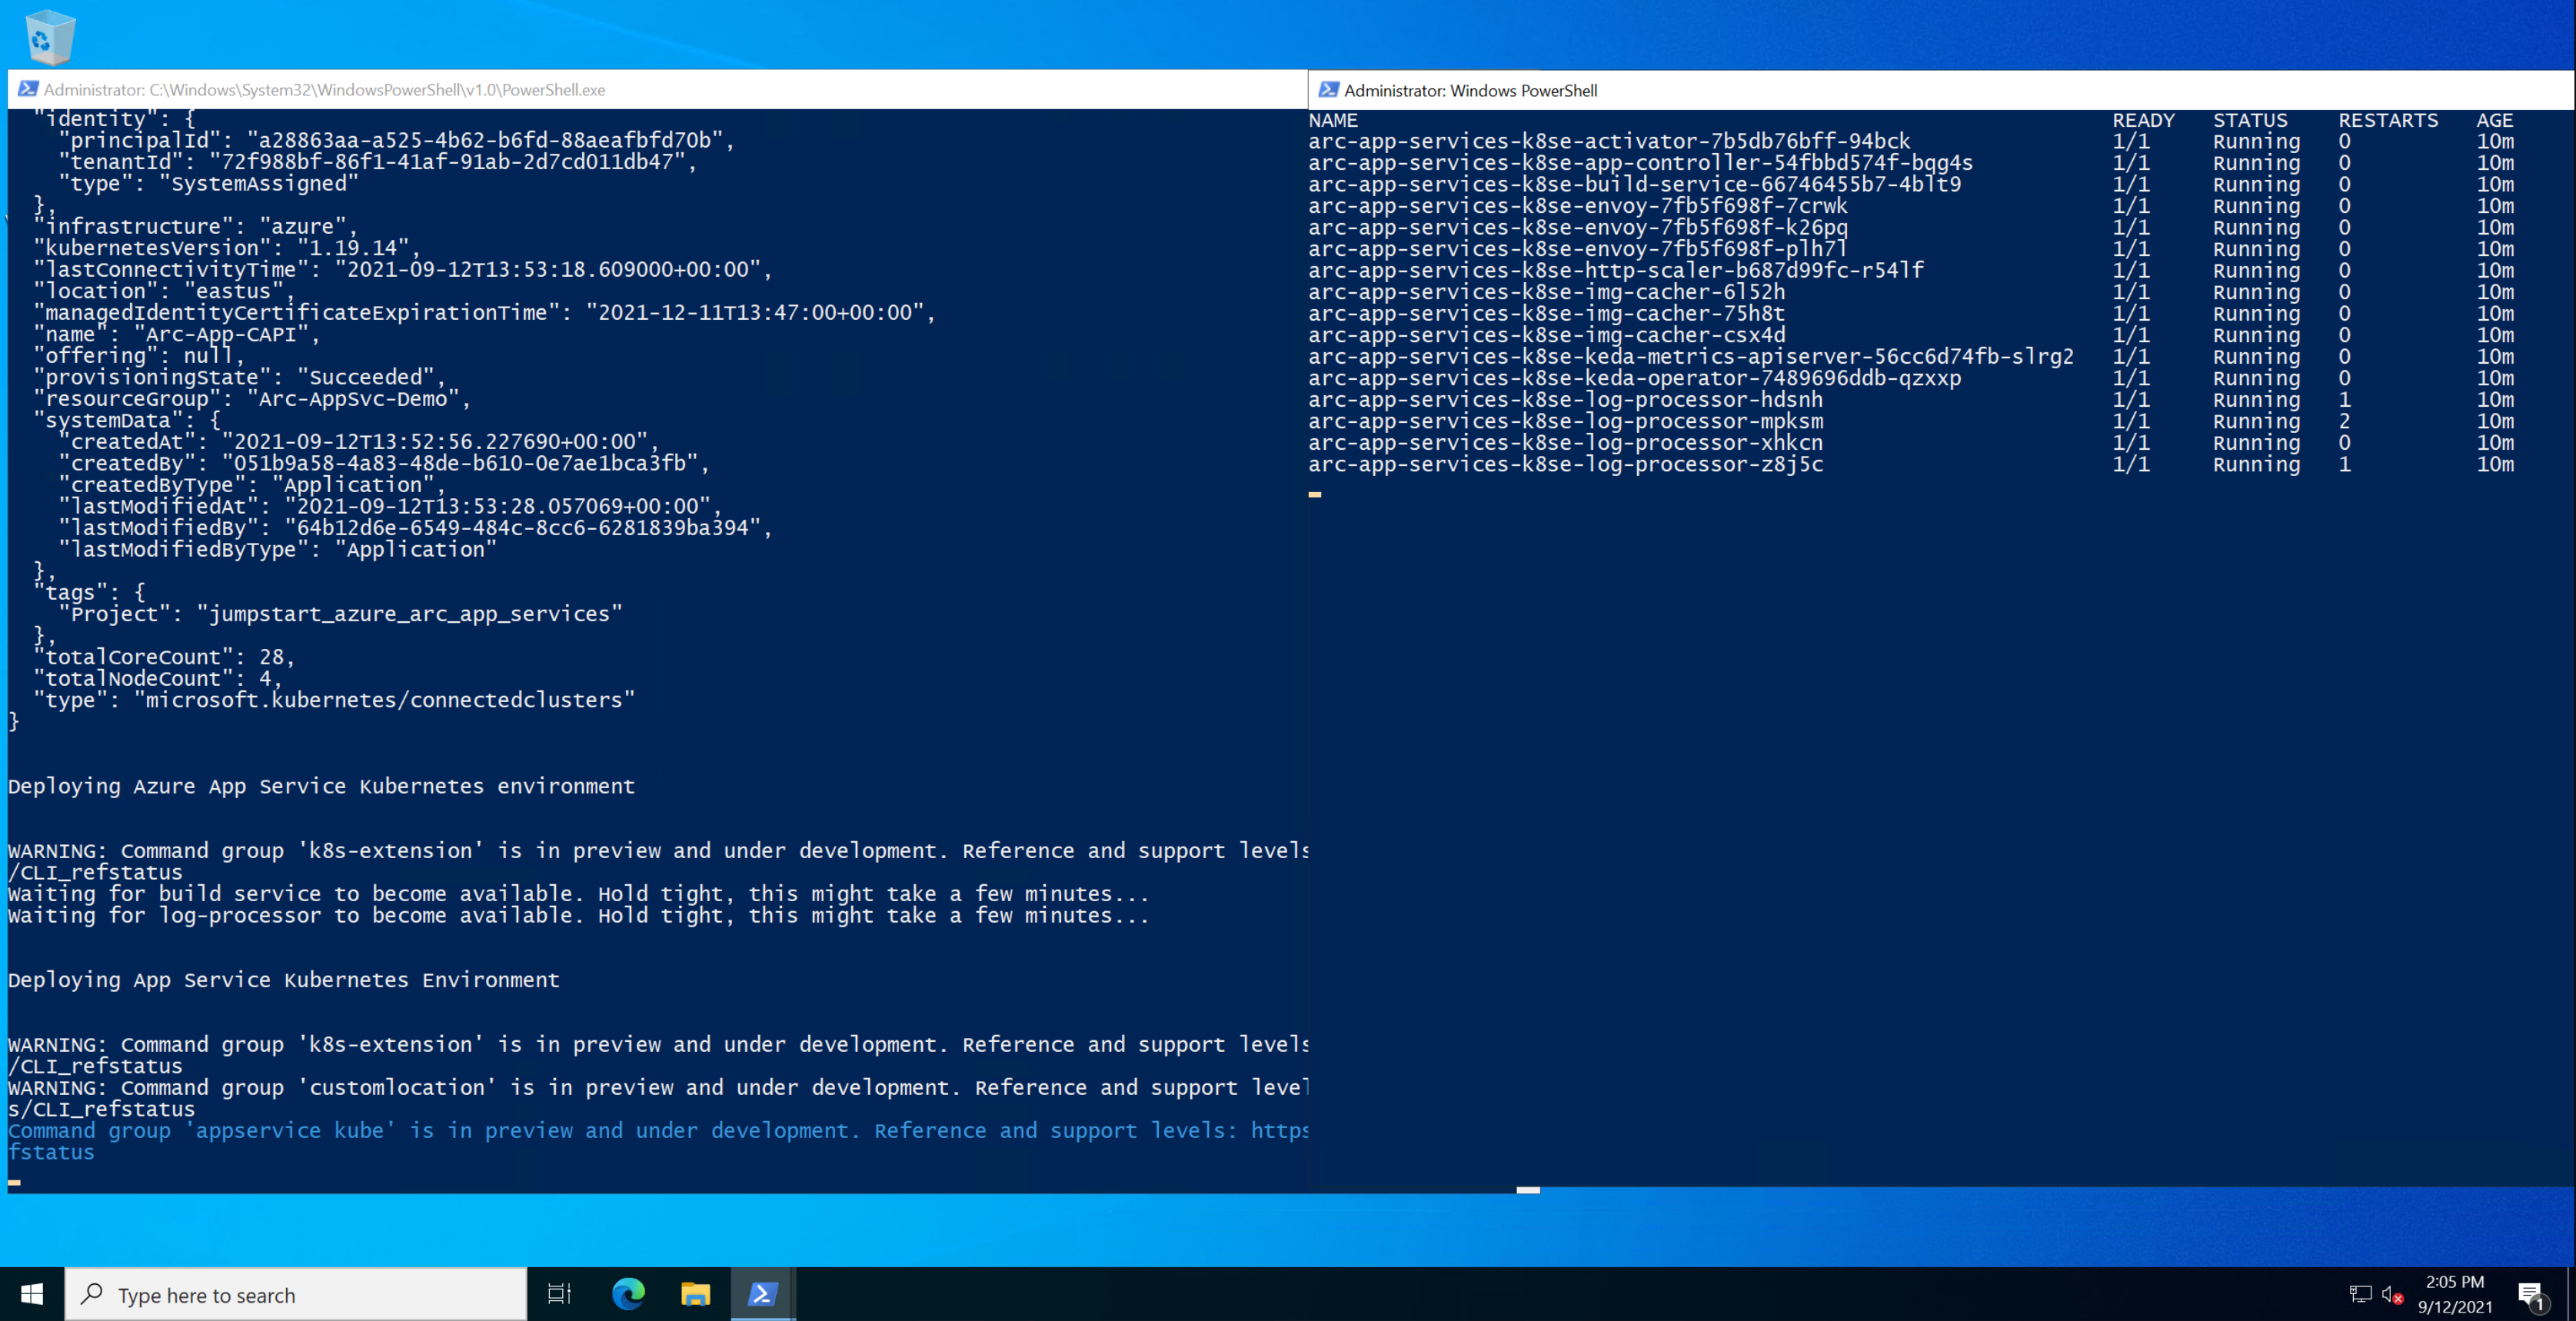 Administrator: C:\Windows\System32\WindowsPowerShell\v1.0\PowerShell.exe
"identity": {
"principalId": "a28863aa-a525-4b62-b6fd-88aeafbfd70b",
"tenantId": "72f988bf-86f1-41af-91ab-2d7cd011db47",
"type": "SystemAssigned"
},
"infrastructure": "azure",
"kubernetesVersion": "1.19.14",
"lastConnectivityTime": "2021-09-12T13:53:18.609000+00:00",
"location": "eastus",
"managedIdentityCertificateExpirationTime": "2021-12-11T13:47:00+00:00",
"name": "Arc-App-CAPI",
"offering": null,
"provisioningState": "Succeeded",
"resourceGroup": "Arc-AppSvc-Demo",
"systemData": {
"createdAt": "2021-09-12T13:52:56.227690+00:00",
"createdBy": "051b9a58-4a83-48de-b610-0e7ae1bca3fb",
"createdByType": "Application",
"lastModifiedAt": "2021-09-12T13:53:28.057069+00:00",
"lastModifiedBy": "64b12d6e-6549-484c-8cc6-6281839ba394",
"lastModifiedByType": "Application"
},
"tags": {
"Project": "jumpstart_azure_arc_app_services"
},
"totalCoreCount": 28,
"totalNodeCount": 4,
"type": "microsoft.kubernetes/connectedclusters"
}
Deploying Azure App Service Kubernetes environment
WARNING: Command group 'k8s-extension' is in preview and under development. Reference and support levels
/CLI_refstatus
Waiting for build service to become available. Hold tight, this might take a few minutes...
Waiting for log-processor to become available. Hold tight, this might take a few minutes...
Deploying App Service Kubernetes Environment
WARNING: Command group 'k8s-extension' is in preview and under development. Reference and support levels
/CLI_refstatus
WARNING: Command group 'customlocation' is in preview and under development. Reference and support level
s/CLI_refstatus
Command group 'appservice kube' is in preview and under development. Reference and support levels: https
fstatus
Administrator: Windows PowerShell
NAME READY STATUS RESTARTS AGE
arc-app-services-k8se-activator-7b5db76bff-94bck 1/1 Running 0 10m
arc-app-services-k8se-app-controller-54fbbd574f-bqg4s 1/1 Running 0 10m
arc-app-services-k8se-build-service-66746455b7-4blt9 1/1 Running 0 10m
arc-app-services-k8se-envoy-7fb5f698f-7crwk 1/1 Running 0 10m
arc-app-services-k8se-envoy-7fb5f698f-k26pq 1/1 Running 0 10m
arc-app-services-k8se-envoy-7fb5f698f-plh7l 1/1 Running 0 10m
arc-app-services-k8se-http-scaler-b687d99fc-r54lf 1/1 Running 0 10m
arc-app-services-k8se-img-cacher-6l52h 1/1 Running 0 10m
arc-app-services-k8se-img-cacher-75h8t 1/1 Running 0 10m
arc-app-services-k8se-img-cacher-csx4d 1/1 Running 0 10m
arc-app-services-k8se-keda-metrics-apiserver-56cc6d74fb-slrg2 1/1 Running 0 10m
arc-app-services-k8se-keda-operator-7489696ddb-qzxxp 1/1 Running 0 10m
arc-app-services-k8se-log-processor-hdsnh 1/1 Running 1 10m
arc-app-services-k8se-log-processor-mpksm 1/1 Running 2 10m
arc-app-services-k8se-log-processor-xhkcn 1/1 Running 0 10m
arc-app-services-k8se-log-processor-z8j5c 1/1 Running 1 10m
Type here to search
2:05 PM
9/12/2021
1